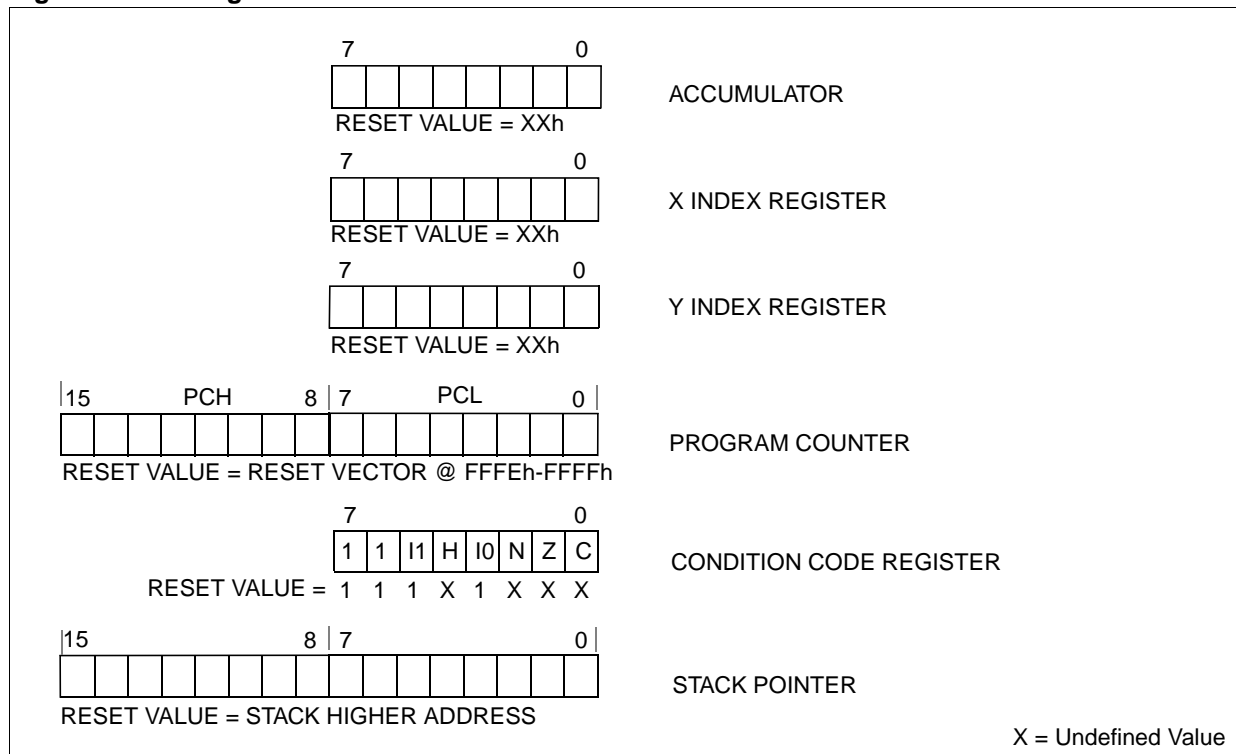 7 0
ACCUMULATOR
RESET VALUE = XXh
7 0
X INDEX REGISTER
RESET VALUE = XXh
7 0
Y INDEX REGISTER
RESET VALUE = XXh
15 PCH 8 7 PCL 0
PROGRAM COUNTER
RESET VALUE = RESET VECTOR @ FFFEh-FFFFh
7 0
1 1 I1 H I0 N Z C
CONDITION CODE REGISTER
RESET VALUE = 1 1 1 X 1 X X X
15 8 7 0
STACK POINTER
RESET VALUE = STACK HIGHER ADDRESS
X = Undefined Value